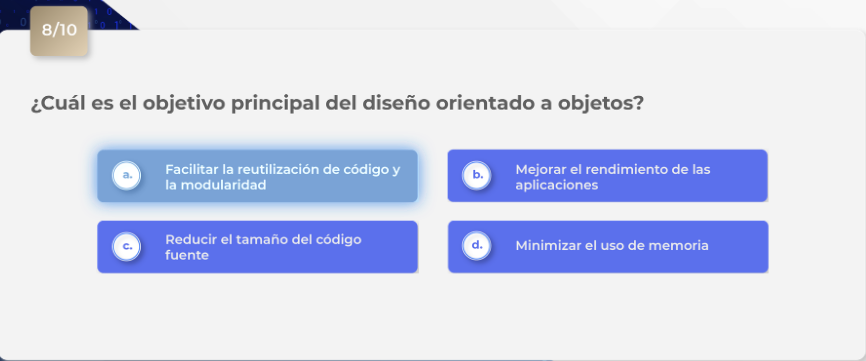 8/10
¿Cuál es el objetivo principal del diseño orientado a objetos?
a.
Facilitar la reutilización de código y
la modularidad
b.
Mejorar el rendimiento de las
aplicaciones
c.
Reducir el tamaño del código
fuente
d.
Minimizar el uso de memoria